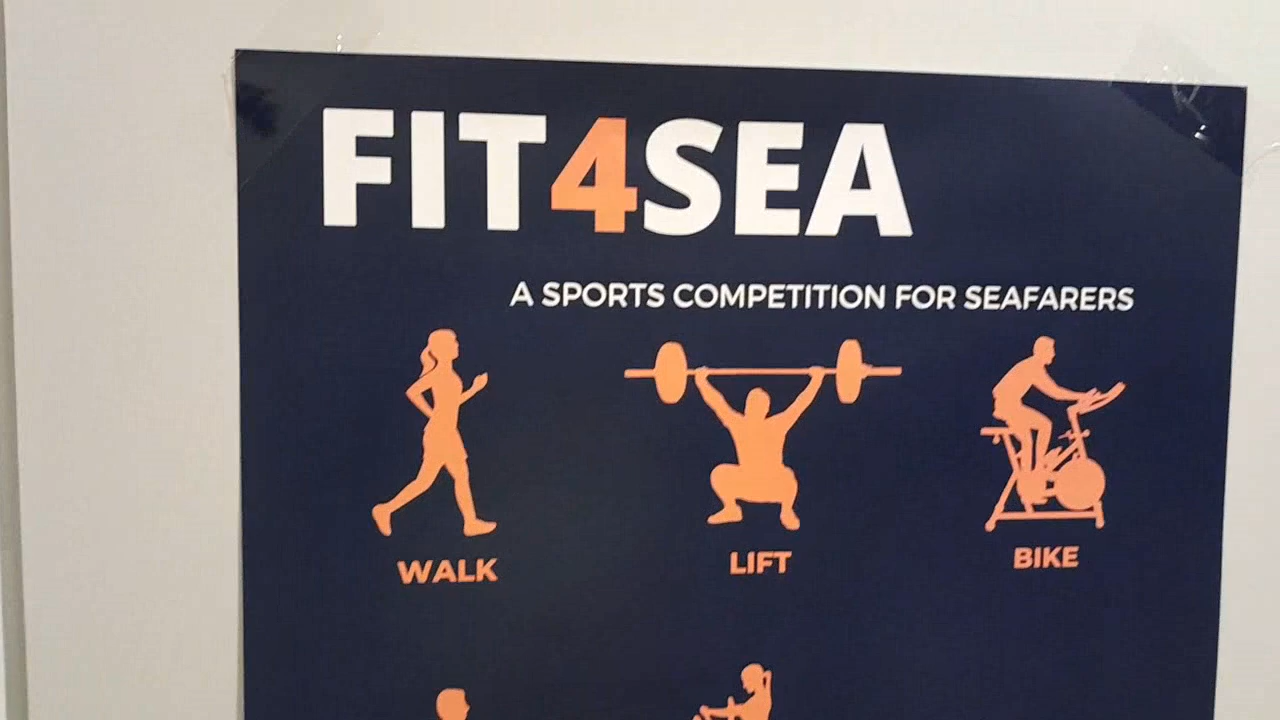 FIT4SEA
A SPORTS COMPETITION FOR SEAFARERS
WALK
LIFT
BIKE